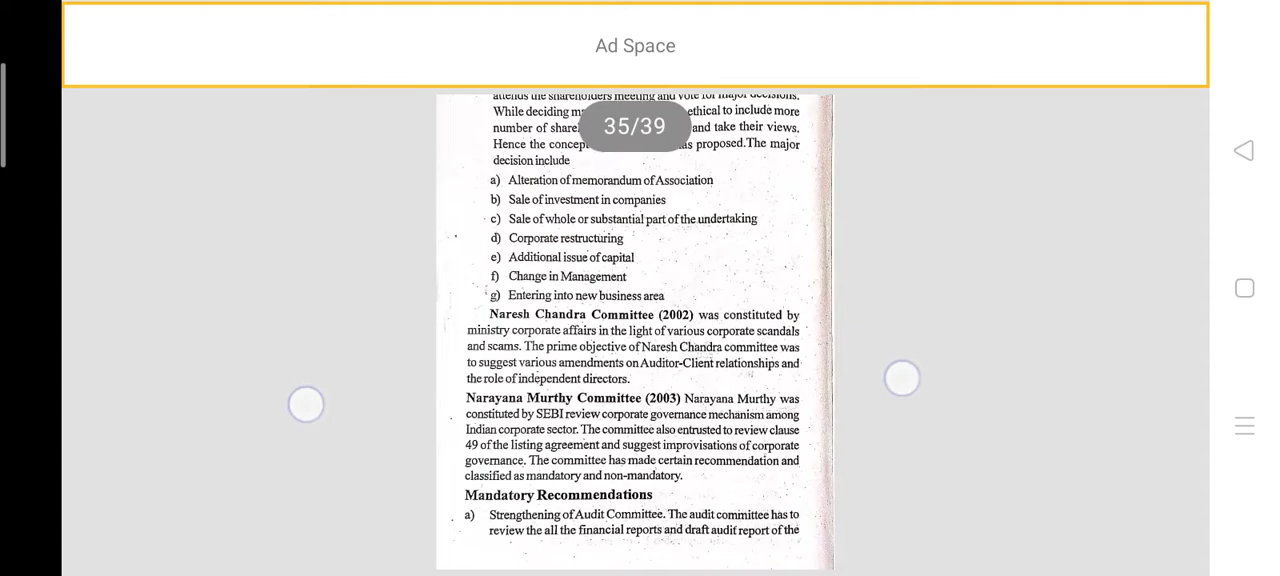 Ad Space
attends the shareholders meeting and vote for major decisions.
While deciding ethical to include more
number of and take their views.
Hence the proposed.The major
35/39
decision include
a) Alteration of memorandum of Association
b) Sale of investment in companies
c) Sale of whole or substantial part of the undertaking
d) Corporate restructuring
e) Additional issue of capital
f) Change in Management
g) Entering into new business area
Naresh Chandra Committee (2002) was constituted by
ministry corporate affairs in the light of various corporate scandals
and scams. The prime objective of Naresh Chandra committee was
to suggest various amendments on Auditor-Client relationships and
the role of independent directors.
Narayana Murthy Committee (2003) Narayana Murthy was
constituted by SEBI review corporate governance mechanism among
Indian corporate sector. The committee also entrusted to review clause
49 of the listing agreement and suggest improvisations of corporate
governance. The committee has made certain recommendation and
classified as mandatory and non-mandatory.
Mandatory Recommendations
a) Strengthening of Audit Committee. The audit committee has to
review the all the financial reports and draft audit report of the